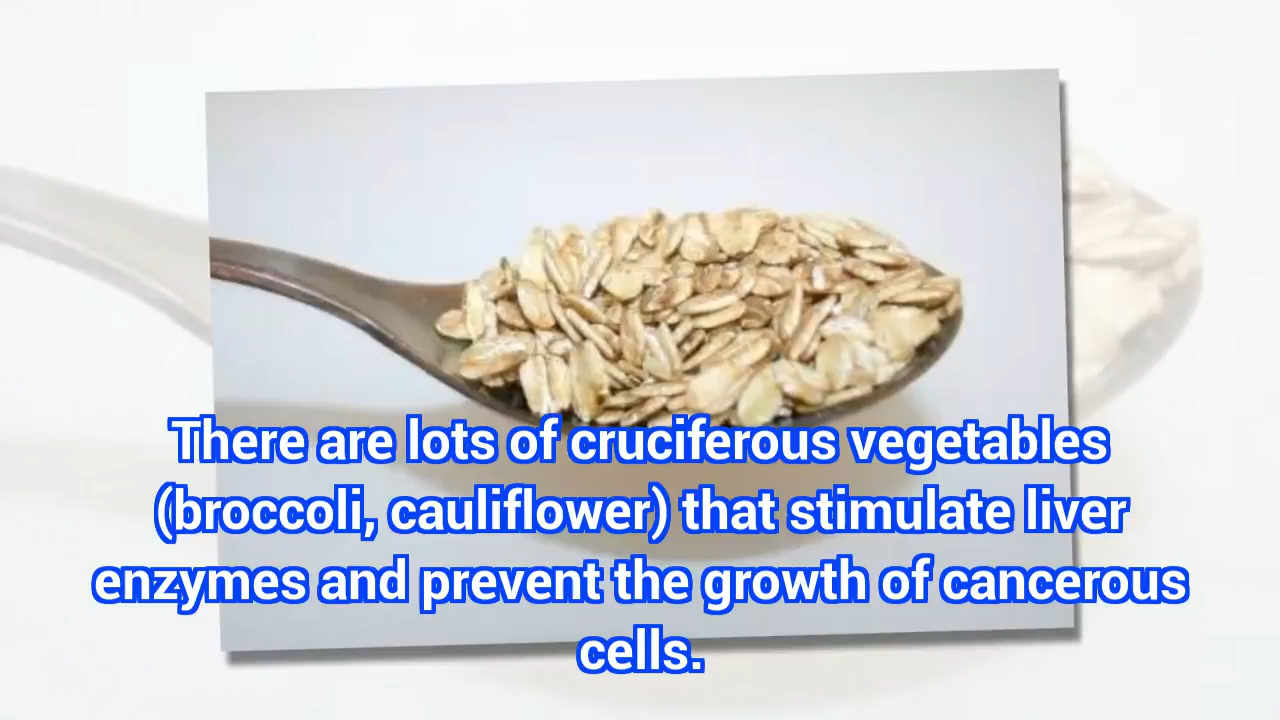 There are lots of cruciferous vegetables
(broccoli, cauliflower) that stimulate liver
enzymes and prevent the growth of cancerous
cells.